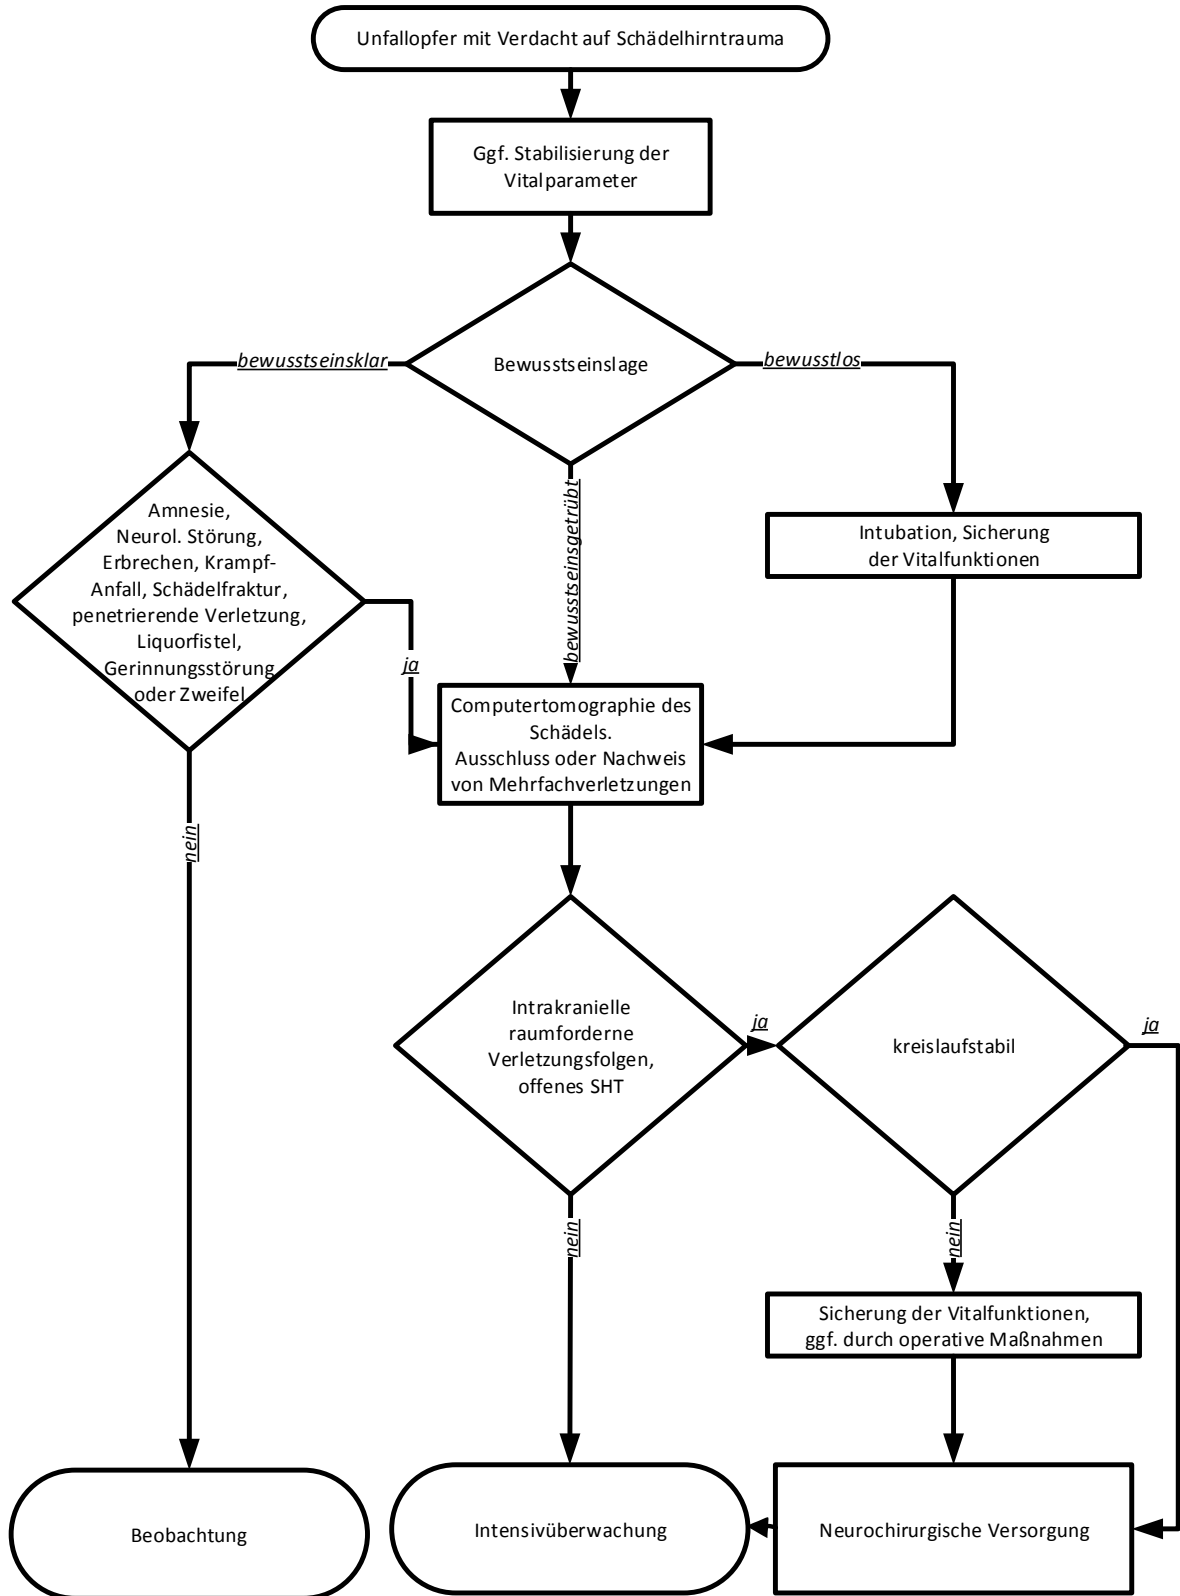 Unfallopfer mit Verdacht auf Schädelhirntrauma
Ggf. Stabilisierung der
Vitalparameter
Bewusstseinslage
bewusstseinsklar
bewusstlos
bewusstseinsgetrübt
Amnesie,
Neurol. Störung,
Erbrechen, Krampf-
Anfall, Schädelfraktur,
penetrierende Verletzung,
Liquorfistel,
Gerinnungsstörung
oder Zweifel
ja
nein
Intubation, Sicherung
der Vitalfunktionen
Computertomographie des
Schädels.
Ausschluss oder Nachweis
von Mehrfachverletzungen
Intrakranielle
raumforderne
Verletzungsfolgen,
offenes SHT
ja
nein
kreislaufstabil
ja
nein
Sicherung der Vitalfunktionen,
ggf. durch operative Maßnahmen
Beobachtung
Intensivüberwachung
Neurochirurgische Versorgung